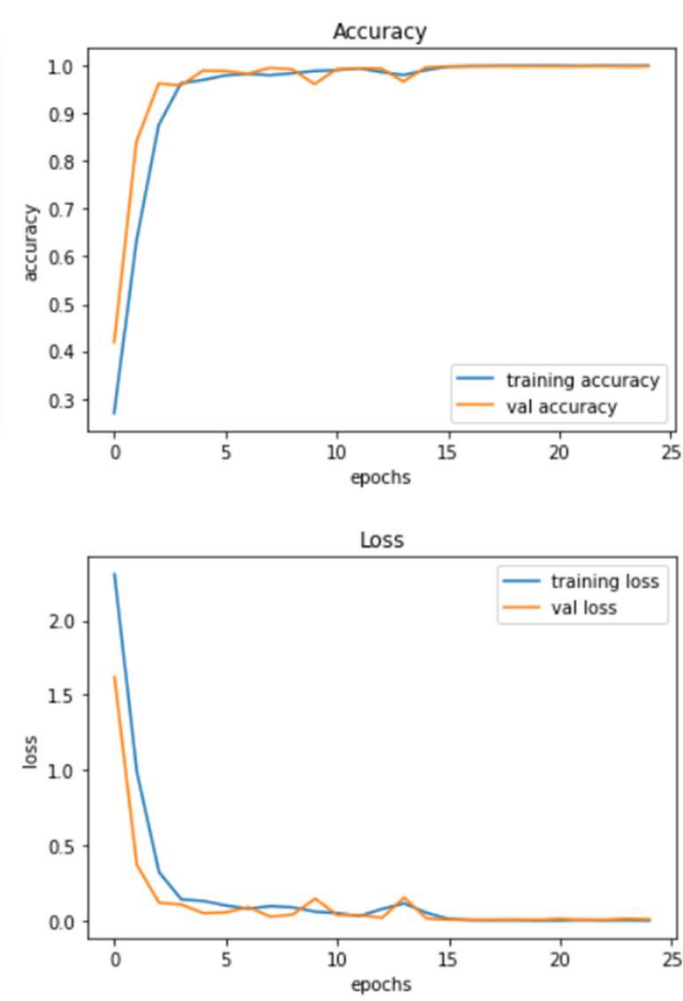 Accuracy
1.0
0.9
0.8
0.7
0.6
0.5
0.4
0.3
accuracy
training accuracy
val accuracy
0 5 10 15 20 25
epochs
Loss
2.0
1.5
1.0
0.5
0.0
loss
training loss
val loss
0 5 10 15 20 25
epochs